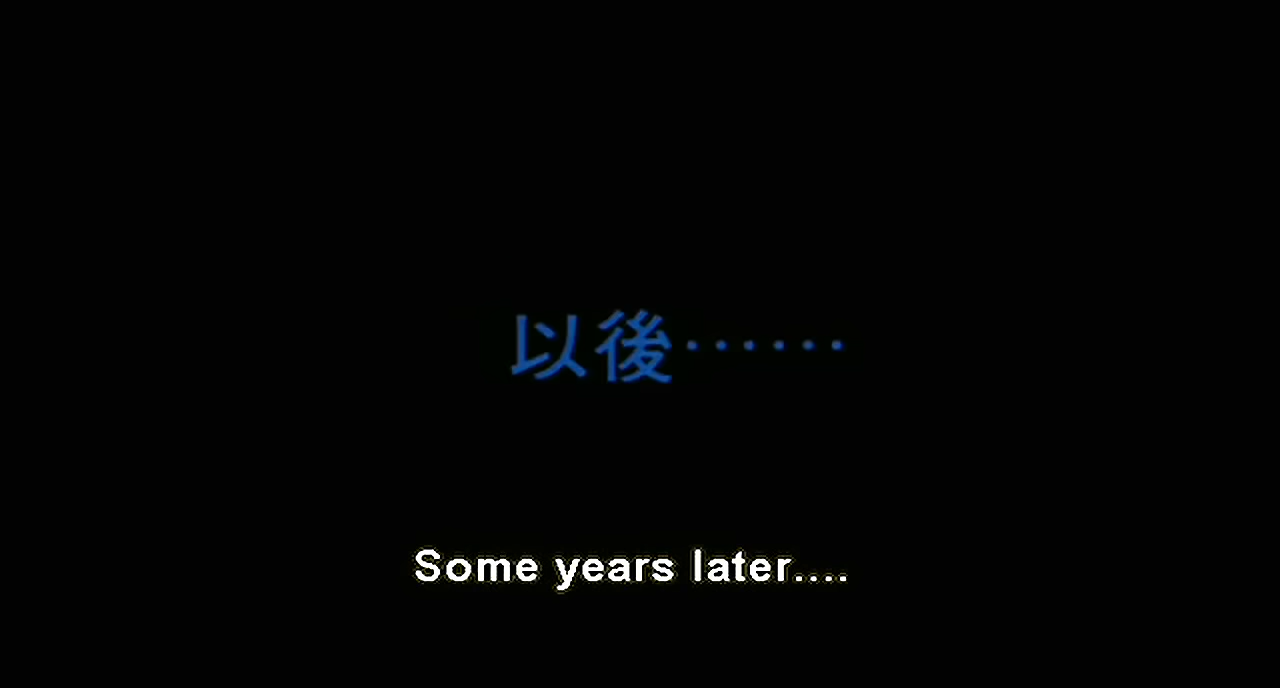 以後……
Some years later....